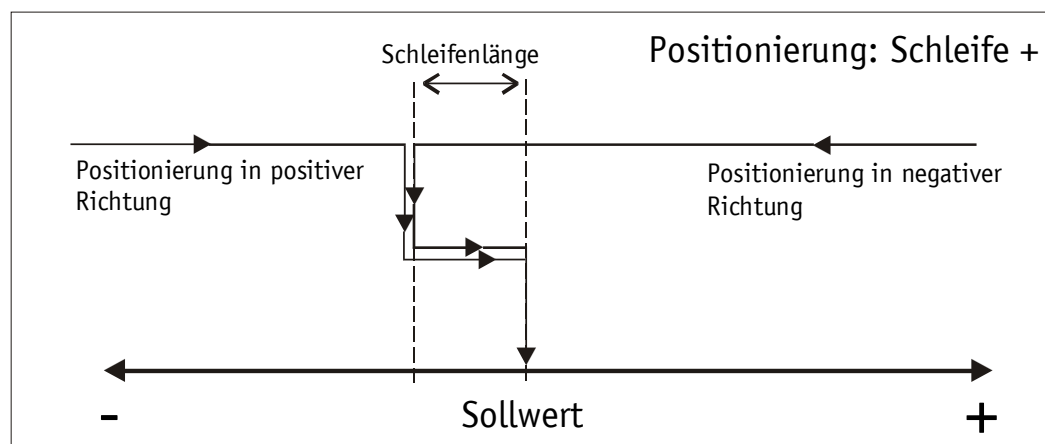 Positionierung: Schleife +
Schleifenlänge
Positionierung in positiver
Richtung
Positionierung in negativer
Richtung
-
Sollwert
+